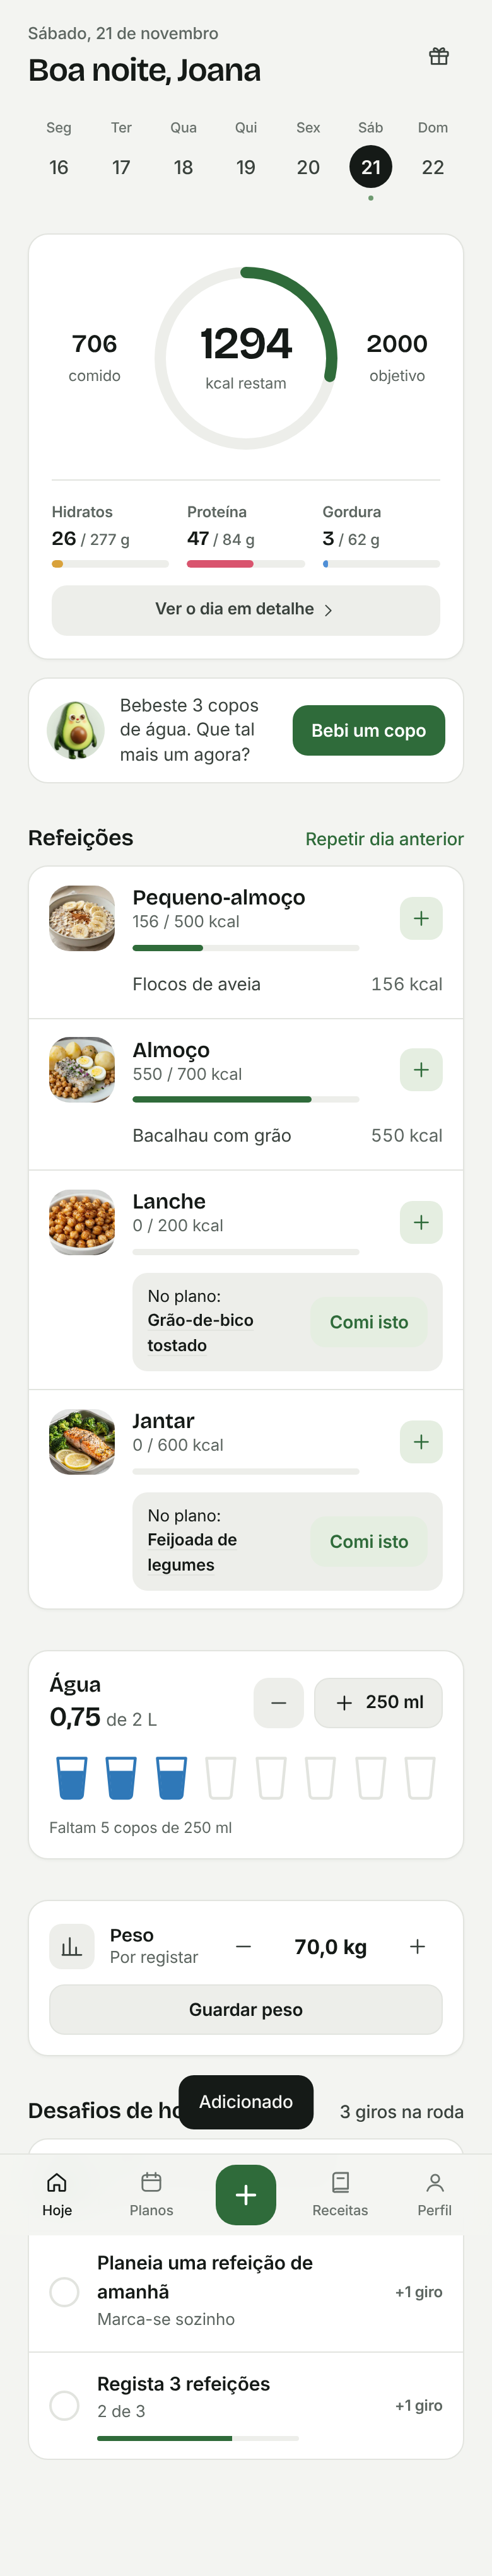 Sábado, 21 de novembro
Boa noite, Joana
Seg Ter Qua Qui Sex Sáb Dom
16 17 18 19 20 21 22
706
comido
1294
kcal restam
2000
objetivo
Hidratos
26 / 277 g
Proteína
47 / 84 g
Gordura
3 / 62 g
Ver o dia em detalhe
Bebeste 3 copos
de água. Que tal
mais um agora?
Bebi um copo
Refeições
Repetir dia anterior
Pequeno-almoço
156 / 500 kcal
Flocos de aveia 156 kcal
Almoço
550 / 700 kcal
Bacalhau com grão 550 kcal
Lanche
0 / 200 kcal
No plano:
Grão-de-bico
tostado
Comi isto
Jantar
0 / 600 kcal
No plano:
Feijoada de
legumes
Comi isto
Água
0,75 de 2 L
250 ml
Faltam 5 copos de 250 ml
Peso
Por registar
70,0 kg
Guardar peso
Desafios de
Adicionado
3 giros na roda
Hoje
Planos
Receitas
Perfil
Planeia uma refeição de
amanhã
Marca-se sozinho
+1 giro
Regista 3 refeições
2 de 3
+1 giro